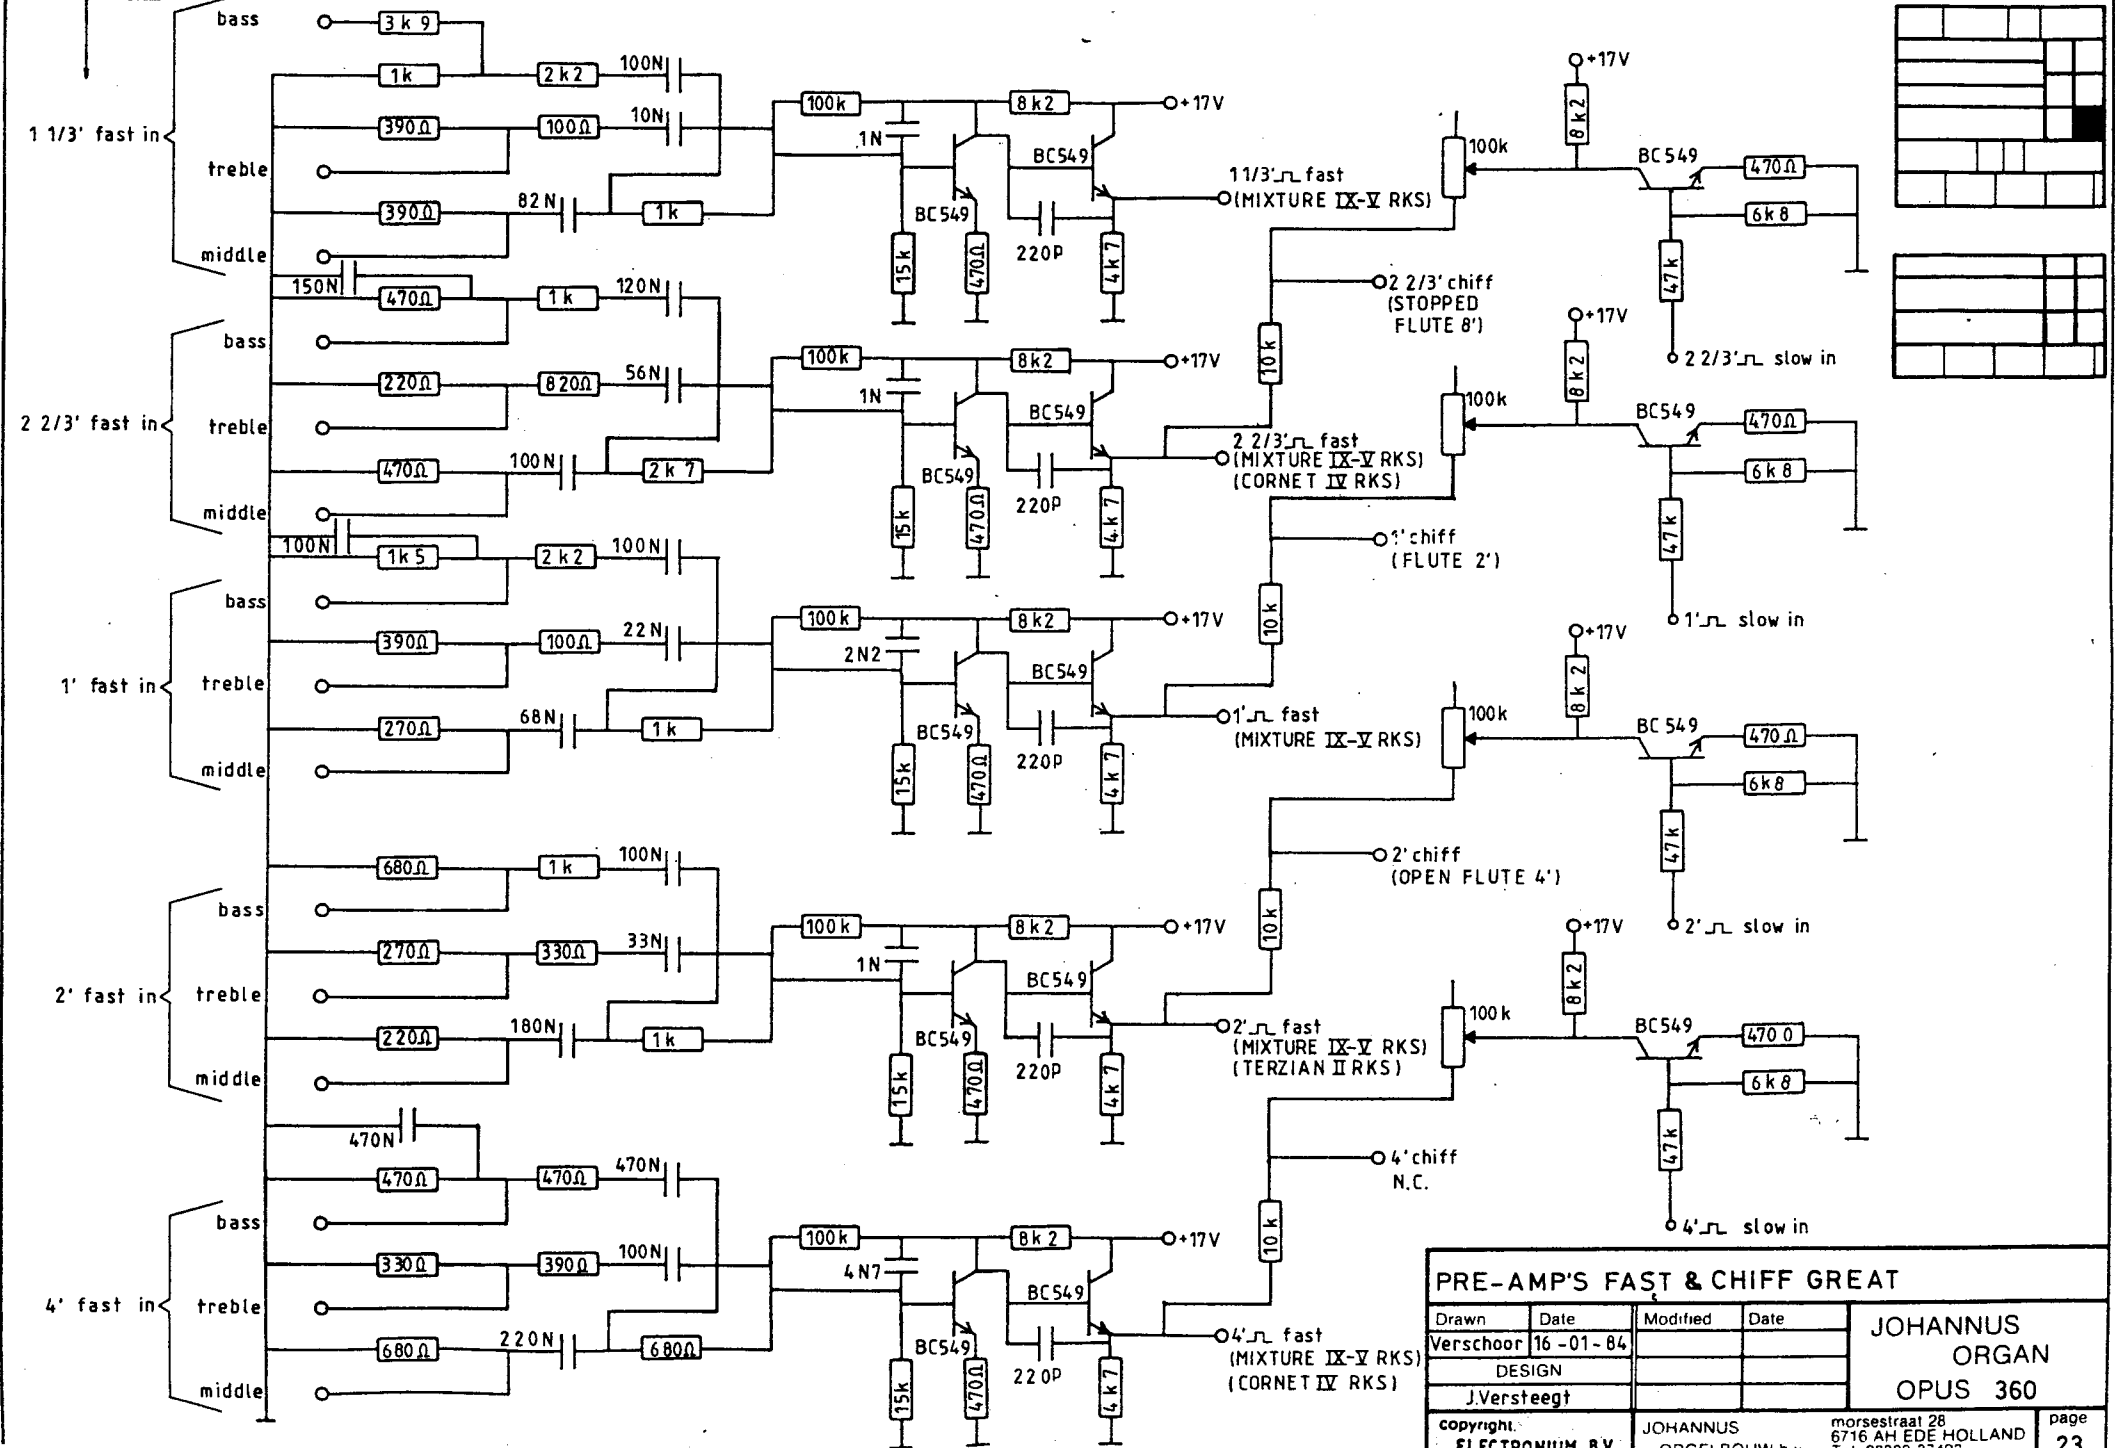 bass
3k9
1k
2k2
100N
390Ω
100Ω
10N
1 1/3' fast in
treble
390Ω
82N
1k
middle
100k
8k2
+17V
1N
BC549
BC549
15k
470Ω
220P
4k7
1 1/3' fast
(MIXTURE IX-V RKS)
+17V
8k2
100k
BC549
470Ω
6k8
47k
2 2/3' slow in
2 2/3' chiff
(STOPPED
FLUTE 8')
10k
150N
470Ω
1k
120N
bass
220Ω
820Ω
56N
2 2/3' fast in
treble
470Ω
100N
2k7
middle
100k
8k2
+17V
1N
BC549
BC549
15k
470Ω
220P
4k7
2 2/3' fast
(MIXTURE IX-V RKS)
(CORNET IV RKS)
+17V
8k2
100k
BC549
470Ω
6k8
47k
1' slow in
1' chiff
(FLUTE 2')
10k
100N
1k5
2k2
100N
bass
390Ω
100Ω
22N
1' fast in
treble
270Ω
68N
1k
middle
100k
8k2
+17V
2N2
BC549
BC549
15k
470Ω
220P
4k7
1' fast
(MIXTURE IX-V RKS)
+17V
8k2
100k
BC549
470Ω
6k8
47k
2' slow in
2' chiff
(OPEN FLUTE 4')
10k
680Ω
1k
100N
bass
270Ω
330Ω
33N
2' fast in
treble
220Ω
180N
1k
middle
100k
8k2
+17V
1N
BC549
BC549
15k
470Ω
220P
4k7
2' fast
(MIXTURE IX-V RKS)
(TERZIAN II RKS)
+17V
8k2
100k
BC549
470Ω
6k8
47k
4' slow in
4' chiff
N.C.
10k
470N
470Ω
470Ω
470N
bass
330Ω
390Ω
100N
4' fast in
treble
680Ω
220N
680Ω
middle
100k
8k2
+17V
4N7
BC549
BC549
15k
470Ω
220P
4k7
4' fast
(MIXTURE IX-V RKS)
(CORNET IV RKS)
PRE-AMP'S FAST & CHIFF GREAT
Drawn Date Modified Date
Verschoor 16-01-84
DESIGN
J.Versteegt
JOHANNUS
ORGAN
OPUS 360
copyright.
ELECTRONIUM B.V.
JOHANNUS
morsestraat 28
6716 AH EDE HOLLAND
page
23